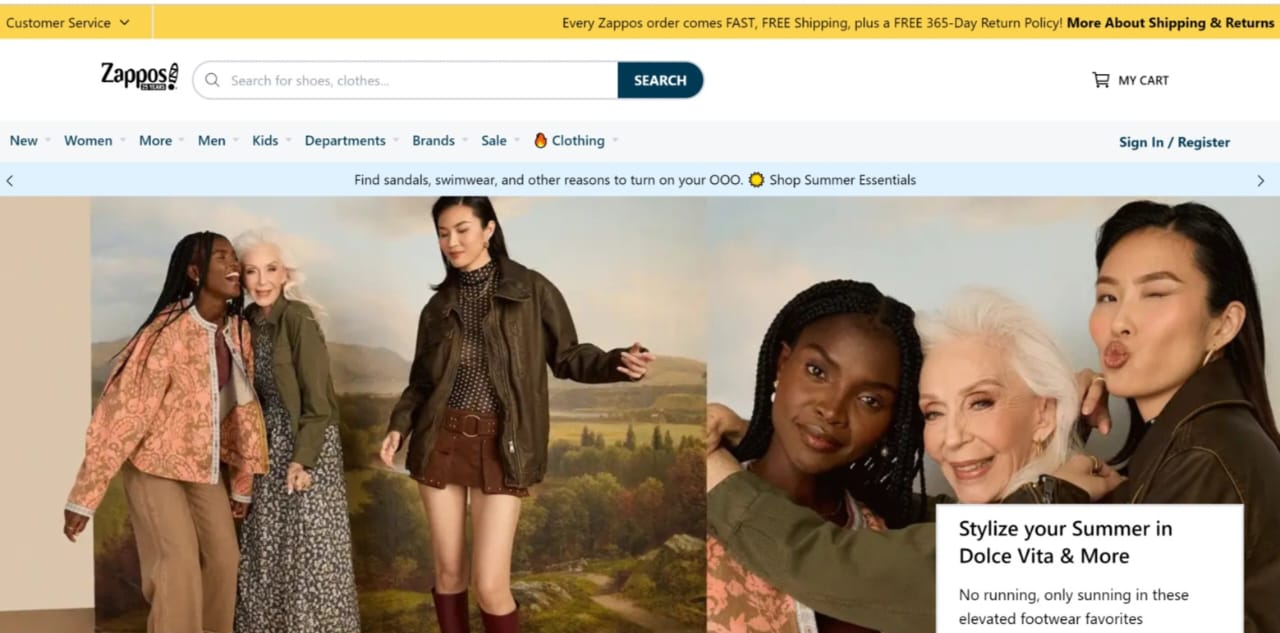 Customer Service
Every Zappos order comes FAST, FREE Shipping, plus a FREE 365-Day Return Policy! More About Shipping & Returns
Zappos!
25 YEARS
Search for shoes, clothes...
SEARCH
MY CART
New Women More Men Kids Departments Brands Sale 🔥 Clothing
Sign In / Register
Find sandals, swimwear, and other reasons to turn on your OOO. Shop Summer Essentials
Stylize your Summer in
Dolce Vita & More
No running, only sunning in these
elevated footwear favorites